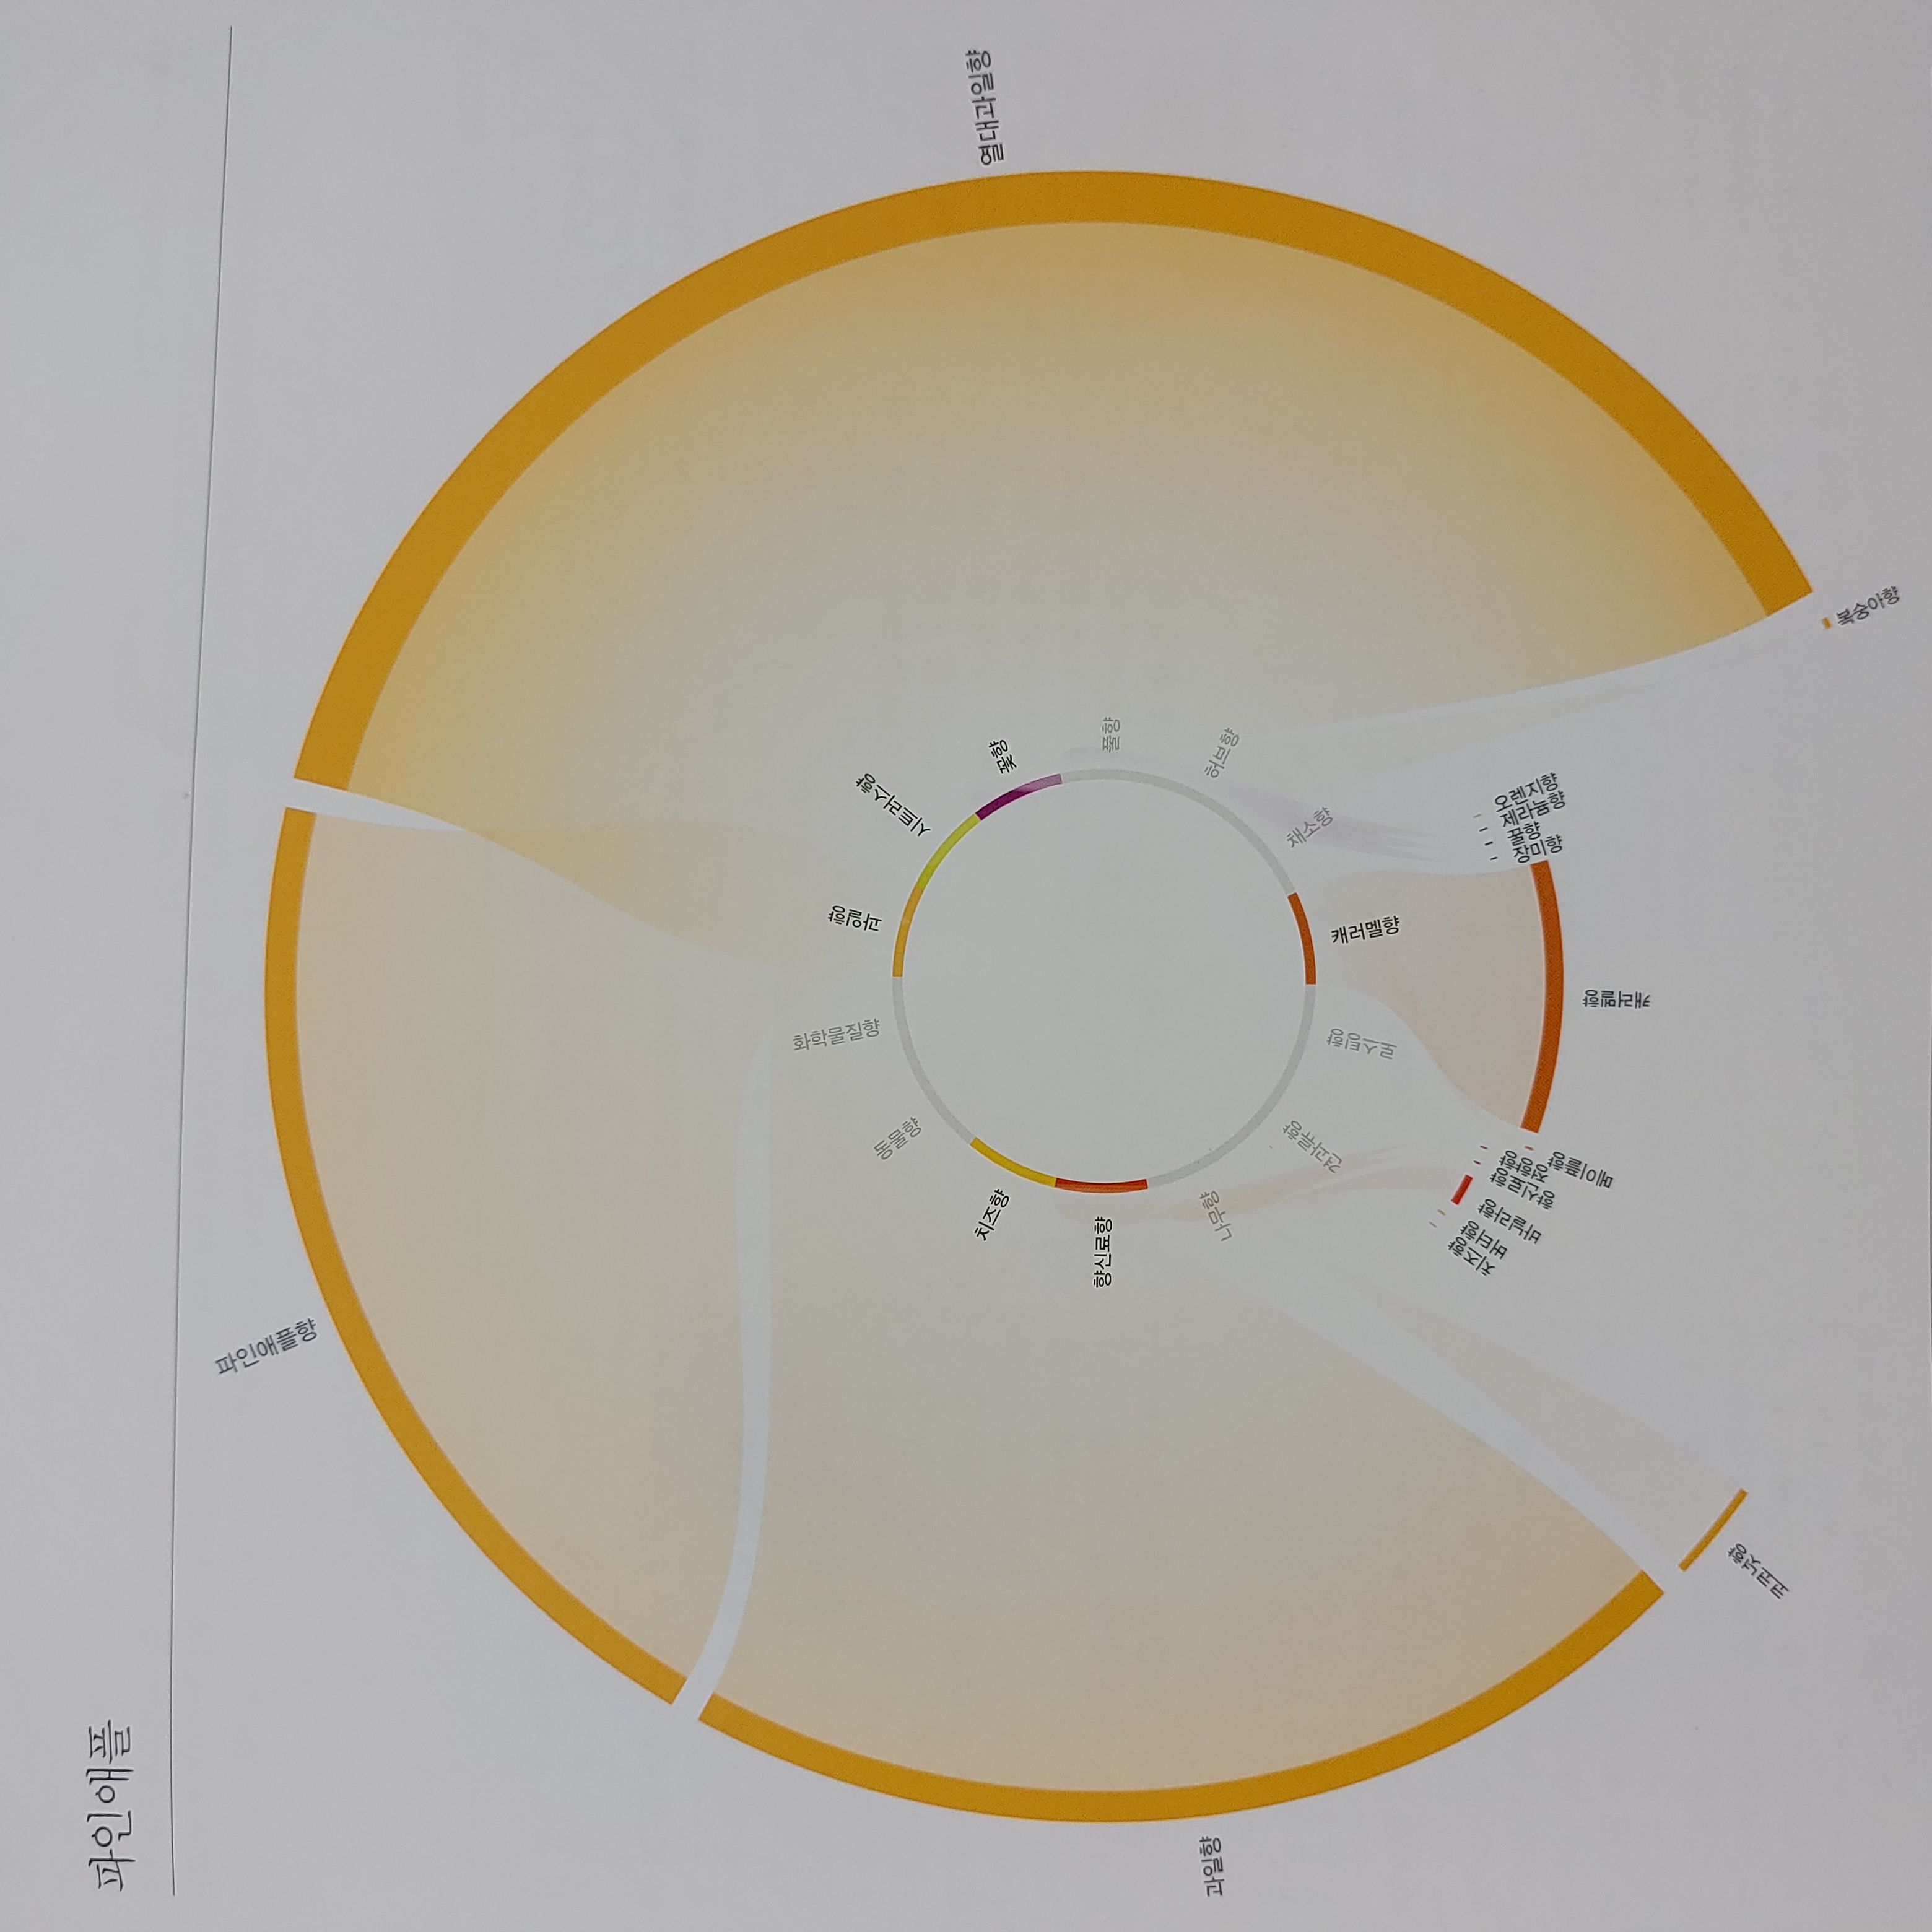 파인애플
파인애플향
열대과일향
과일향
코코넛향
복숭아향
화학물질향
과일향
시트러스향
동물향
치즈향
꽃향
향신료향
풀향
나무향
허브향
견과류향
로스팅향
캐러멜향
채소향
치즈향
버터향
바닐라향
향신료향
정향향
메이플향
캐러멜향
장미향
꿀향
제라늄향
오렌지향